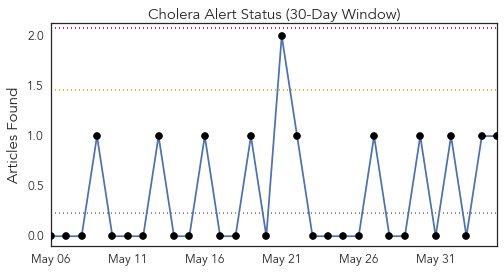 Cholera Alert Status (30-Day Window)
Articles Found
2.0
1.5
1.0
0.5
0.0
May 06 May 11 May 16 May 21 May 26 May 31